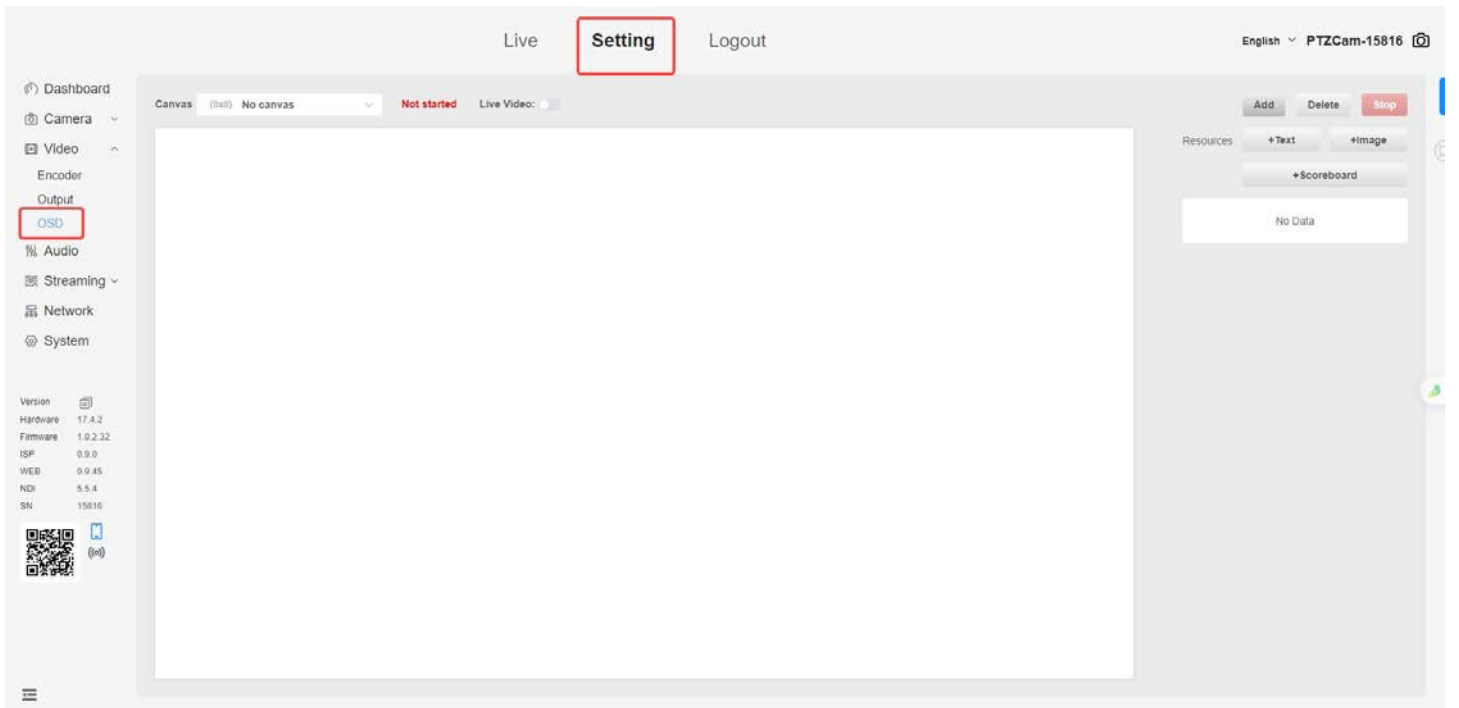 Live Setting Logout
English PTZCam-15816
Dashboard
Camera
Video
Encoder
Output
OSD
Audio
Streaming
Network
System
Version
Hardware 17.4.2
Firmware 1.0.2.32
ISP 0.9.0
WEB 0.9.45
NDI 5.5.4
SN 15816
Canvas (0x0) No canvas Not started Live Video:
Add Delete Stop
Resources +Text +Image
+Scoreboard
No Data